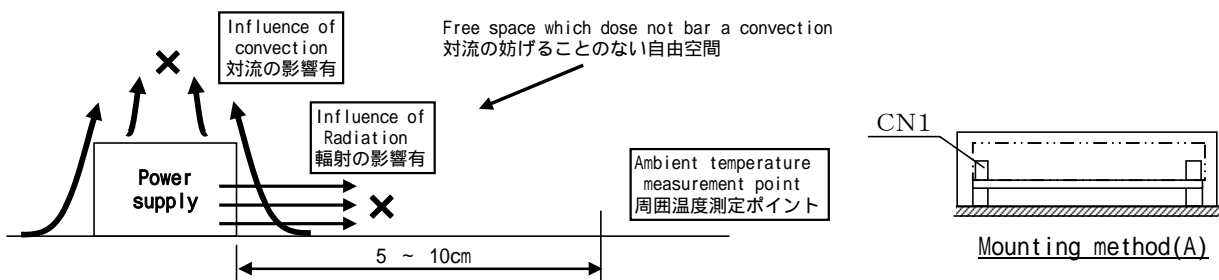 Influence of
convection
対流の影響有
Free space which dose not bar a convection
対流の妨げることのない自由空間
Influence of
Radiation
輻射の影響有
CN1
Power
supply
Ambient temperature
measurement point
周囲温度測定ポイント
5 ~ 10cm
Mounting method(A)